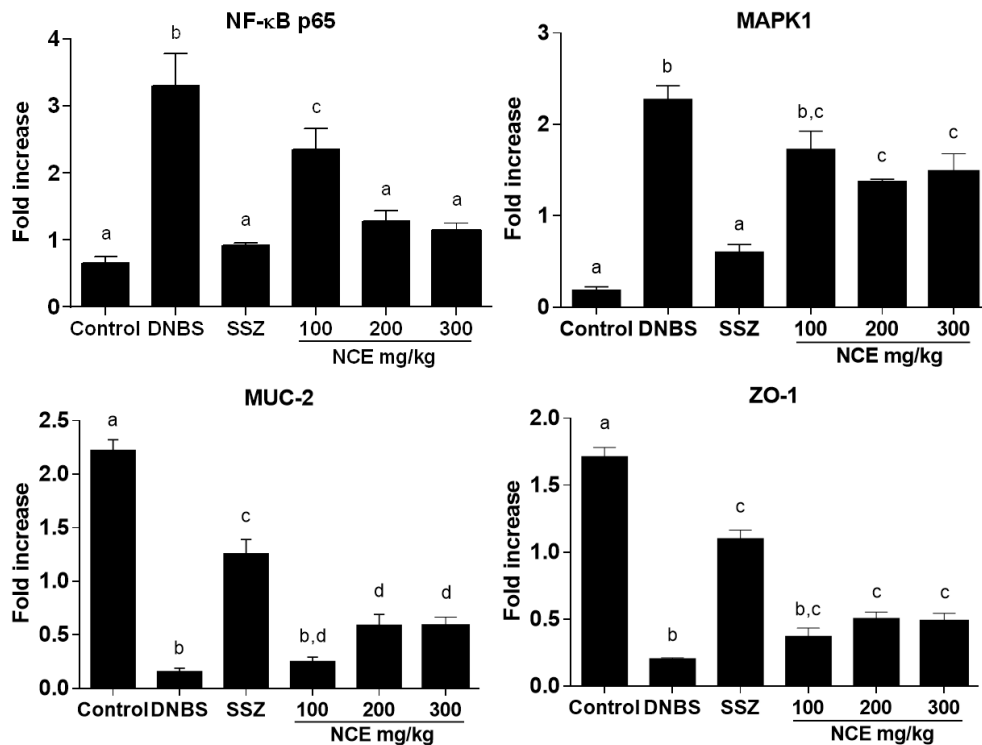 NF-κB p65
Fold increase
4
3
2
1
0
a
b
a
c
a
a
Control DNBS SSZ 100 200 300
NCE mg/kg
MAPK1
Fold increase
3
2
1
0
a
b
a
b,c
c
c
Control DNBS SSZ 100 200 300
NCE mg/kg
MUC-2
Fold increase
2.5
2.0
1.5
1.0
0.5
0.0
a
b
c
b,d
d
d
Control DNBS SSZ 100 200 300
NCE mg/kg
ZO-1
Fold increase
2.0
1.5
1.0
0.5
0.0
a
b
c
b,c
c
c
Control DNBS SSZ 100 200 300
NCE mg/kg